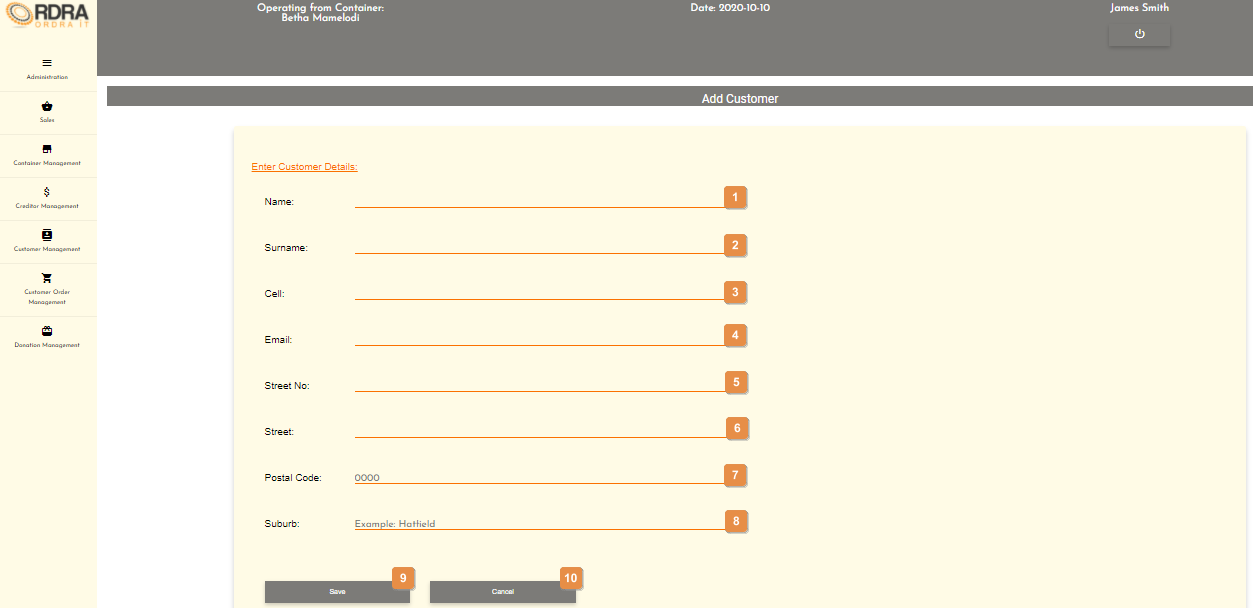 RDRA
ORDRA IT
Operating from Container:
Betha Mamelodi
Date: 2020-10-10
James Smith
Administration
Sales
Container Management
Creditor Management
Customer Management
Customer Order
Management
Donation Management
Add Customer
Enter Customer Details:
Name: 1
Surname: 2
Cell: 3
Email: 4
Street No: 5
Street: 6
Postal Code: 0000 7
Suburb: Example: Hatfield 8
Save 9 Cancel 10